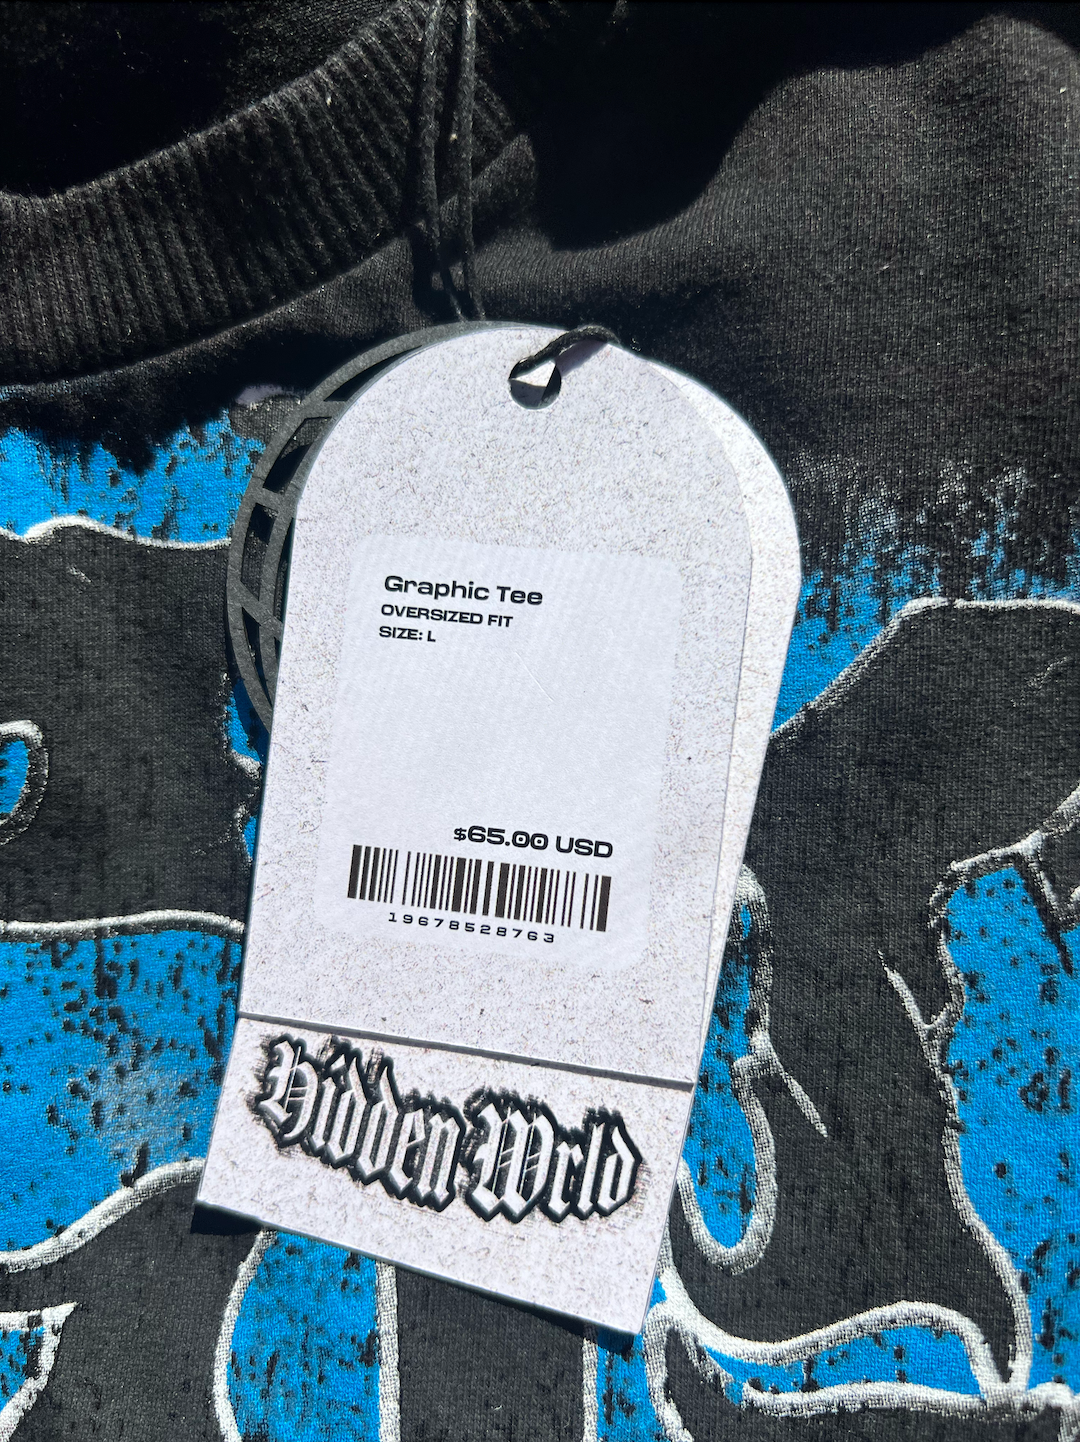 Graphic Tee
OVERSIZED FIT
SIZE: L
$65.00 USD
19678528763
Hidden Wrld